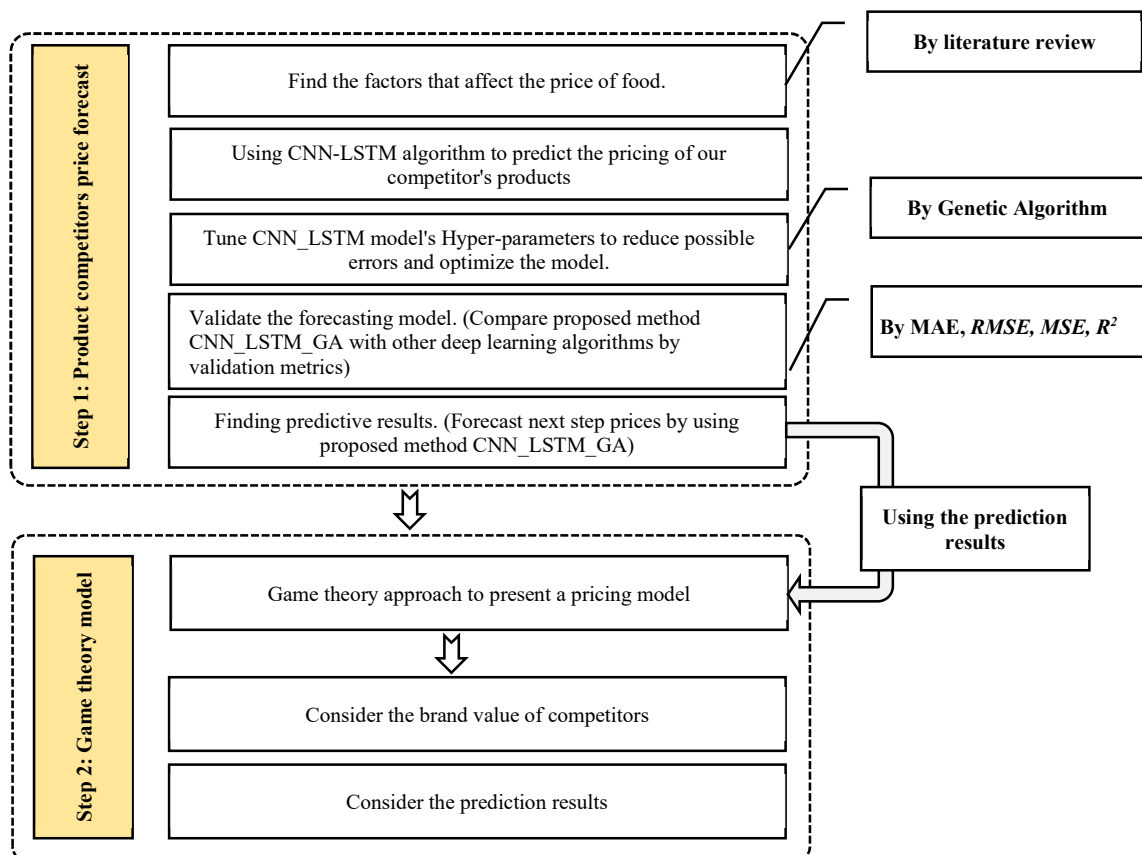 Step 1: Product competitors price forecast
Find the factors that affect the price of food.
By literature review
Using CNN-LSTM algorithm to predict the pricing of our
competitor's products
Tune CNN_LSTM model's Hyper-parameters to reduce possible
errors and optimize the model.
By Genetic Algorithm
Validate the forecasting model. (Compare proposed method
CNN_LSTM_GA with other deep learning algorithms by
validation metrics)
By MAE, RMSE, MSE, R²
Finding predictive results. (Forecast next step prices by using
proposed method CNN_LSTM_GA)
Using the prediction
results
Step 2: Game theory model
Game theory approach to present a pricing model
Consider the brand value of competitors
Consider the prediction results